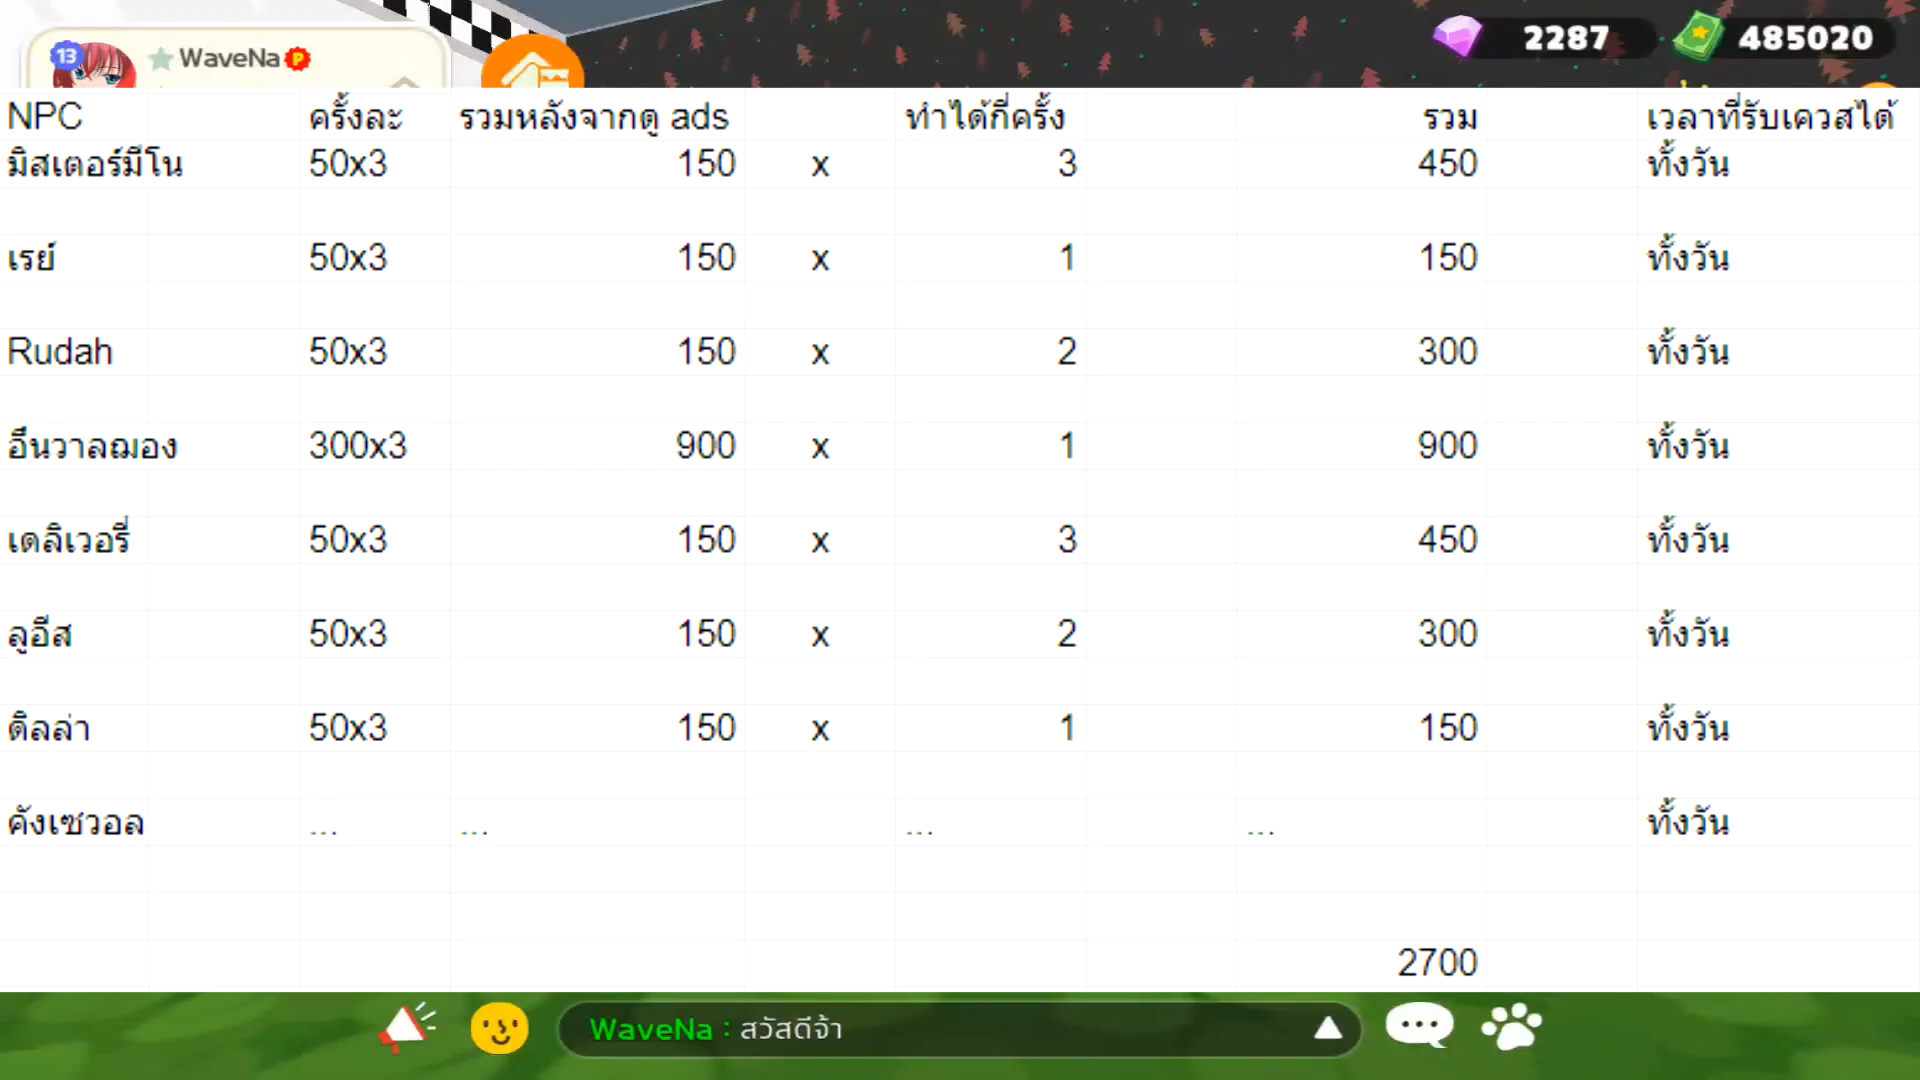 13 WaveNa P 2287 485020
NPC ครั้งละ รวมหลังจากดู ads ทำได้กี่ครั้ง รวม เวลาที่รับเควสได้
มิสเตอร์มีโน 50x3 150 x 3 450 ทั้งวัน
เรย์ 50x3 150 x 1 150 ทั้งวัน
Rudah 50x3 150 x 2 300 ทั้งวัน
อึนวาลฌอง 300x3 900 x 1 900 ทั้งวัน
เดลิเวอรี่ 50x3 150 x 3 450 ทั้งวัน
ลูอีส 50x3 150 x 2 300 ทั้งวัน
ดิลล่า 50x3 150 x 1 150 ทั้งวัน
คังเซวอล ... ... ... ... ทั้งวัน
2700
WaveNa : สวัสดีจ้า